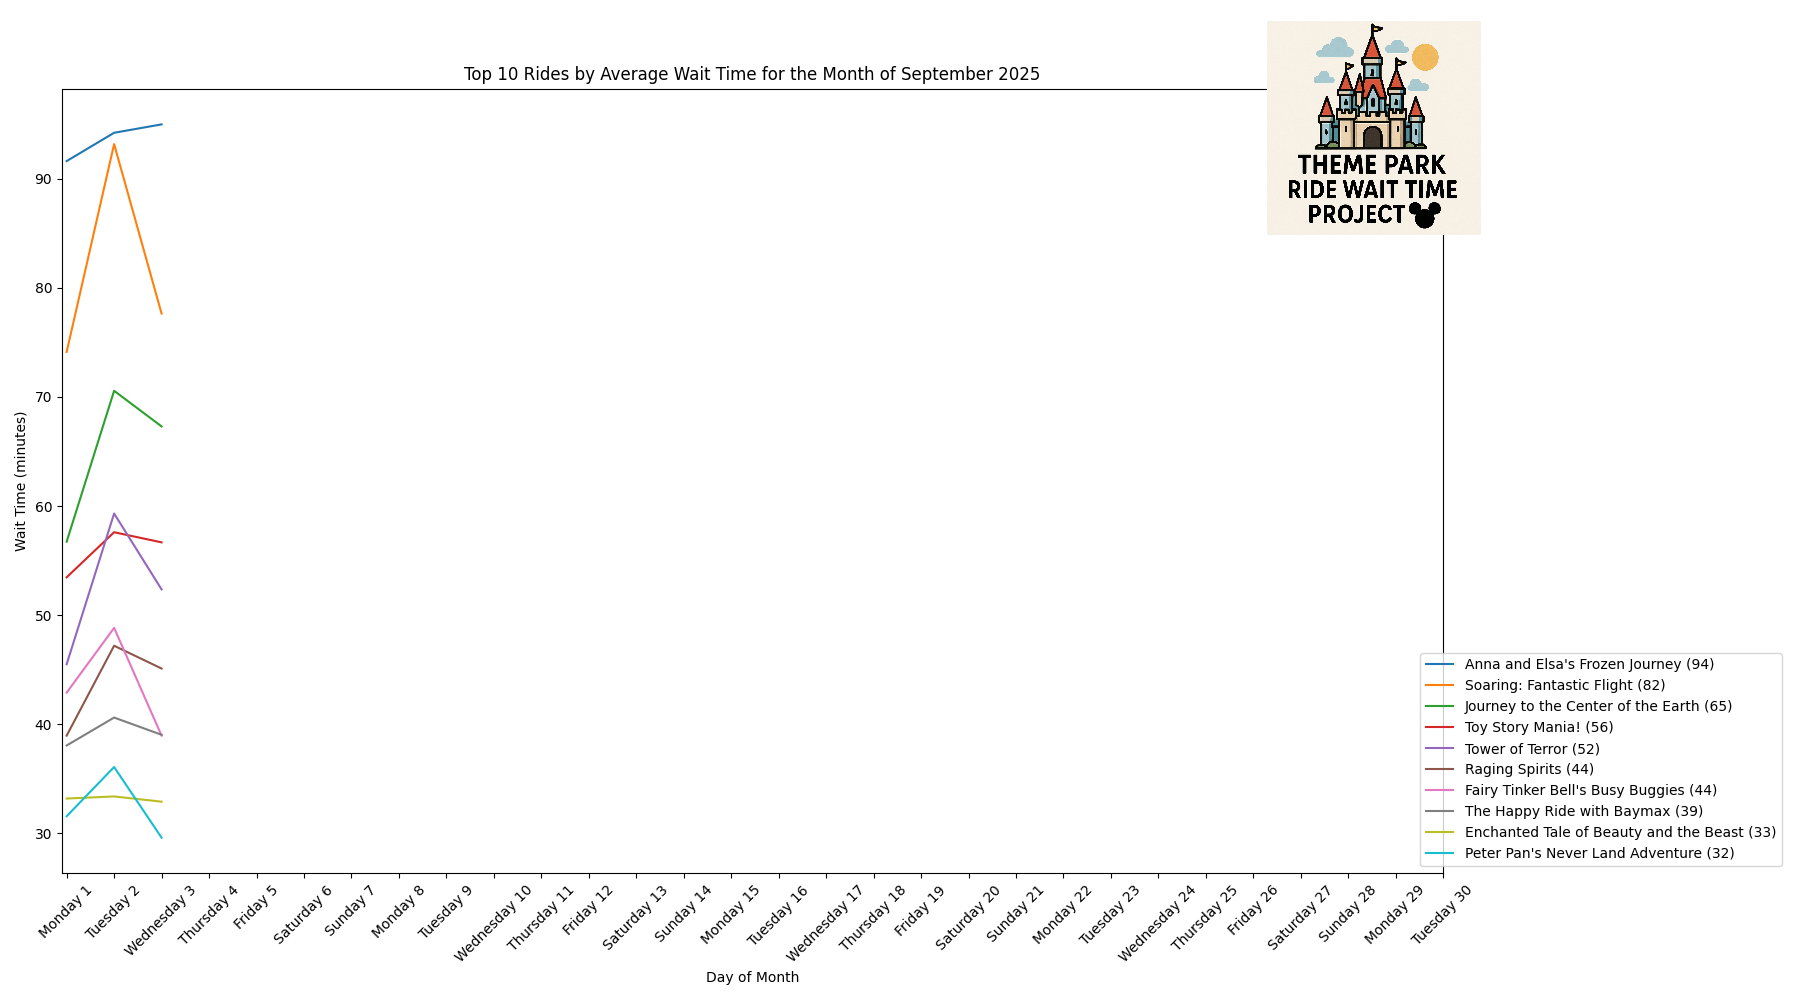 Top 10 Rides by Average Wait Time for the Month of September 2025
THEME PARK
RIDE WAIT TIME
PROJECT
Wait Time (minutes)
90
80
70
60
50
40
30
Anna and Elsa's Frozen Journey (94)
Soaring: Fantastic Flight (82)
Journey to the Center of the Earth (65)
Toy Story Mania! (56)
Tower of Terror (52)
Raging Spirits (44)
Fairy Tinker Bell's Busy Buggies (44)
The Happy Ride with Baymax (39)
Enchanted Tale of Beauty and the Beast (33)
Peter Pan's Never Land Adventure (32)
Monday 1
Tuesday 2
Wednesday 3
Thursday 4
Friday 5
Saturday 6
Sunday 7
Monday 8
Tuesday 9
Wednesday 10
Thursday 11
Friday 12
Saturday 13
Sunday 14
Monday 15
Tuesday 16
Wednesday 17
Thursday 18
Friday 19
Saturday 20
Sunday 21
Monday 22
Tuesday 23
Wednesday 24
Thursday 25
Friday 26
Saturday 27
Sunday 28
Monday 29
Tuesday 30
Day of Month